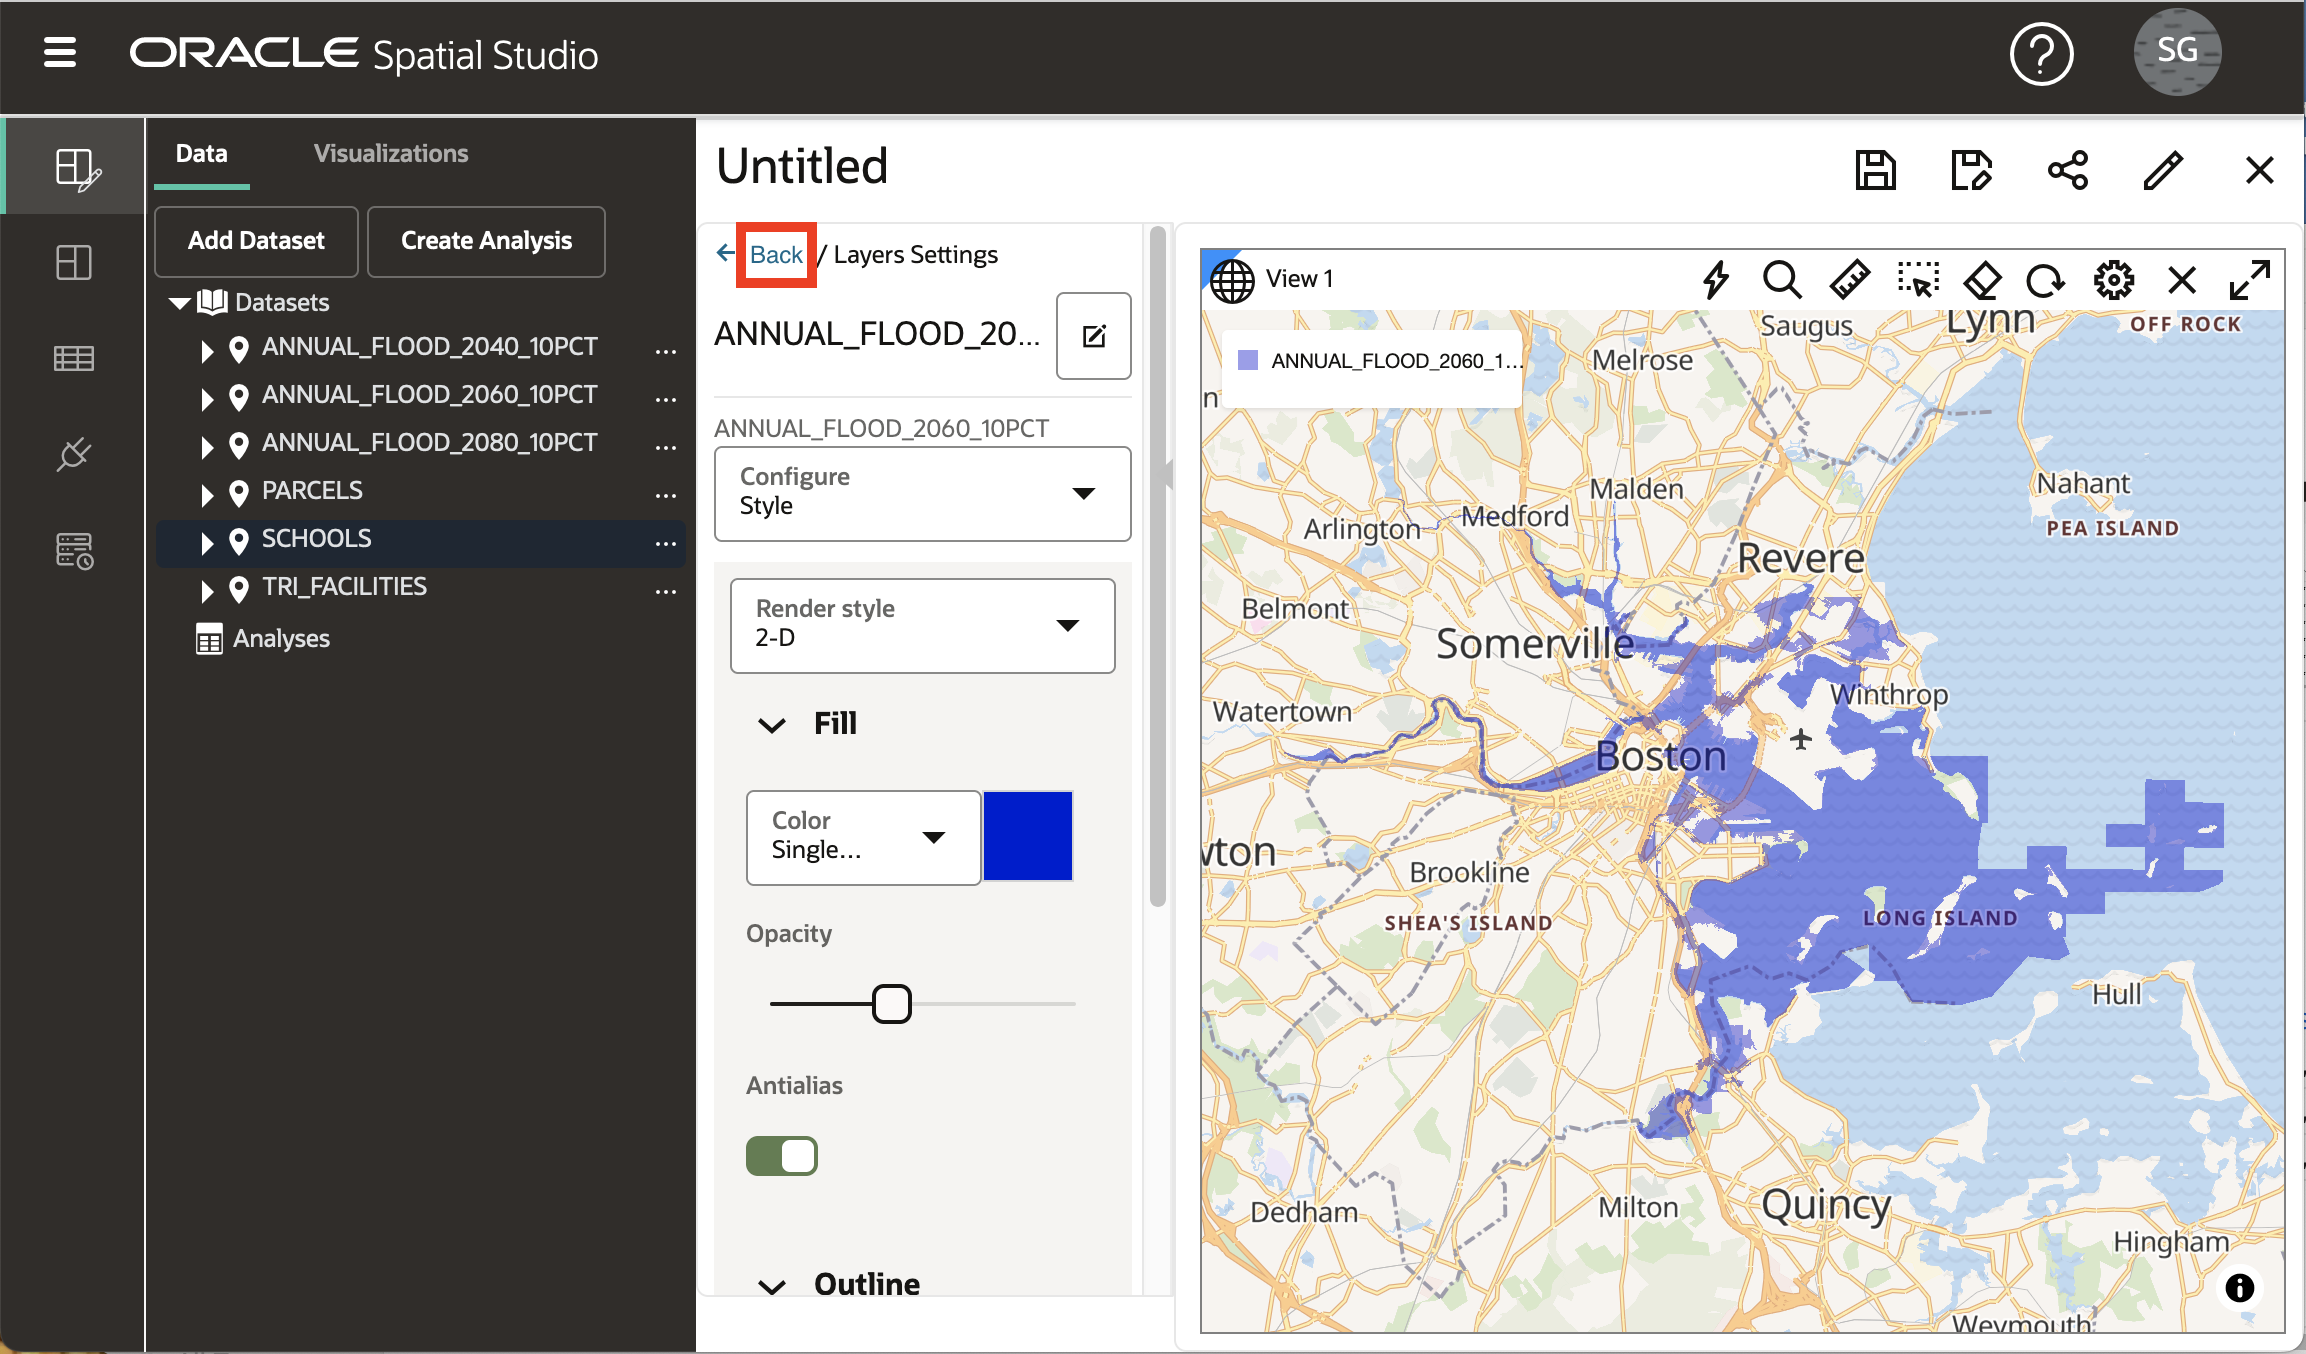 ORACLE Spatial Studio
SG
Data
Visualizations
Add Dataset
Create Analysis
Datasets
ANNUAL_FLOOD_2040_10PCT
ANNUAL_FLOOD_2060_10PCT
ANNUAL_FLOOD_2080_10PCT
PARCELS
SCHOOLS
TRI_FACILITIES
Analyses
Untitled
Back / Layers Settings
ANNUAL_FLOOD_20...
ANNUAL_FLOOD_2060_10PCT
Configure
Style
Render style
2-D
Fill
Color
Single...
Opacity
Antialias
Outline
View 1
ANNUAL_FLOOD_2060_1...
Saugus
Lynn
OFF ROCK
Melrose
n
Malden
Nahant
Arlington
Medford
PEA ISLAND
Revere
Belmont
Somerville
Winthrop
Watertown
Boston
wton
Brookline
SHEA'S ISLAND
LONG ISLAND
Hull
Dedham
Milton
Quincy
Hingham
Weymouth